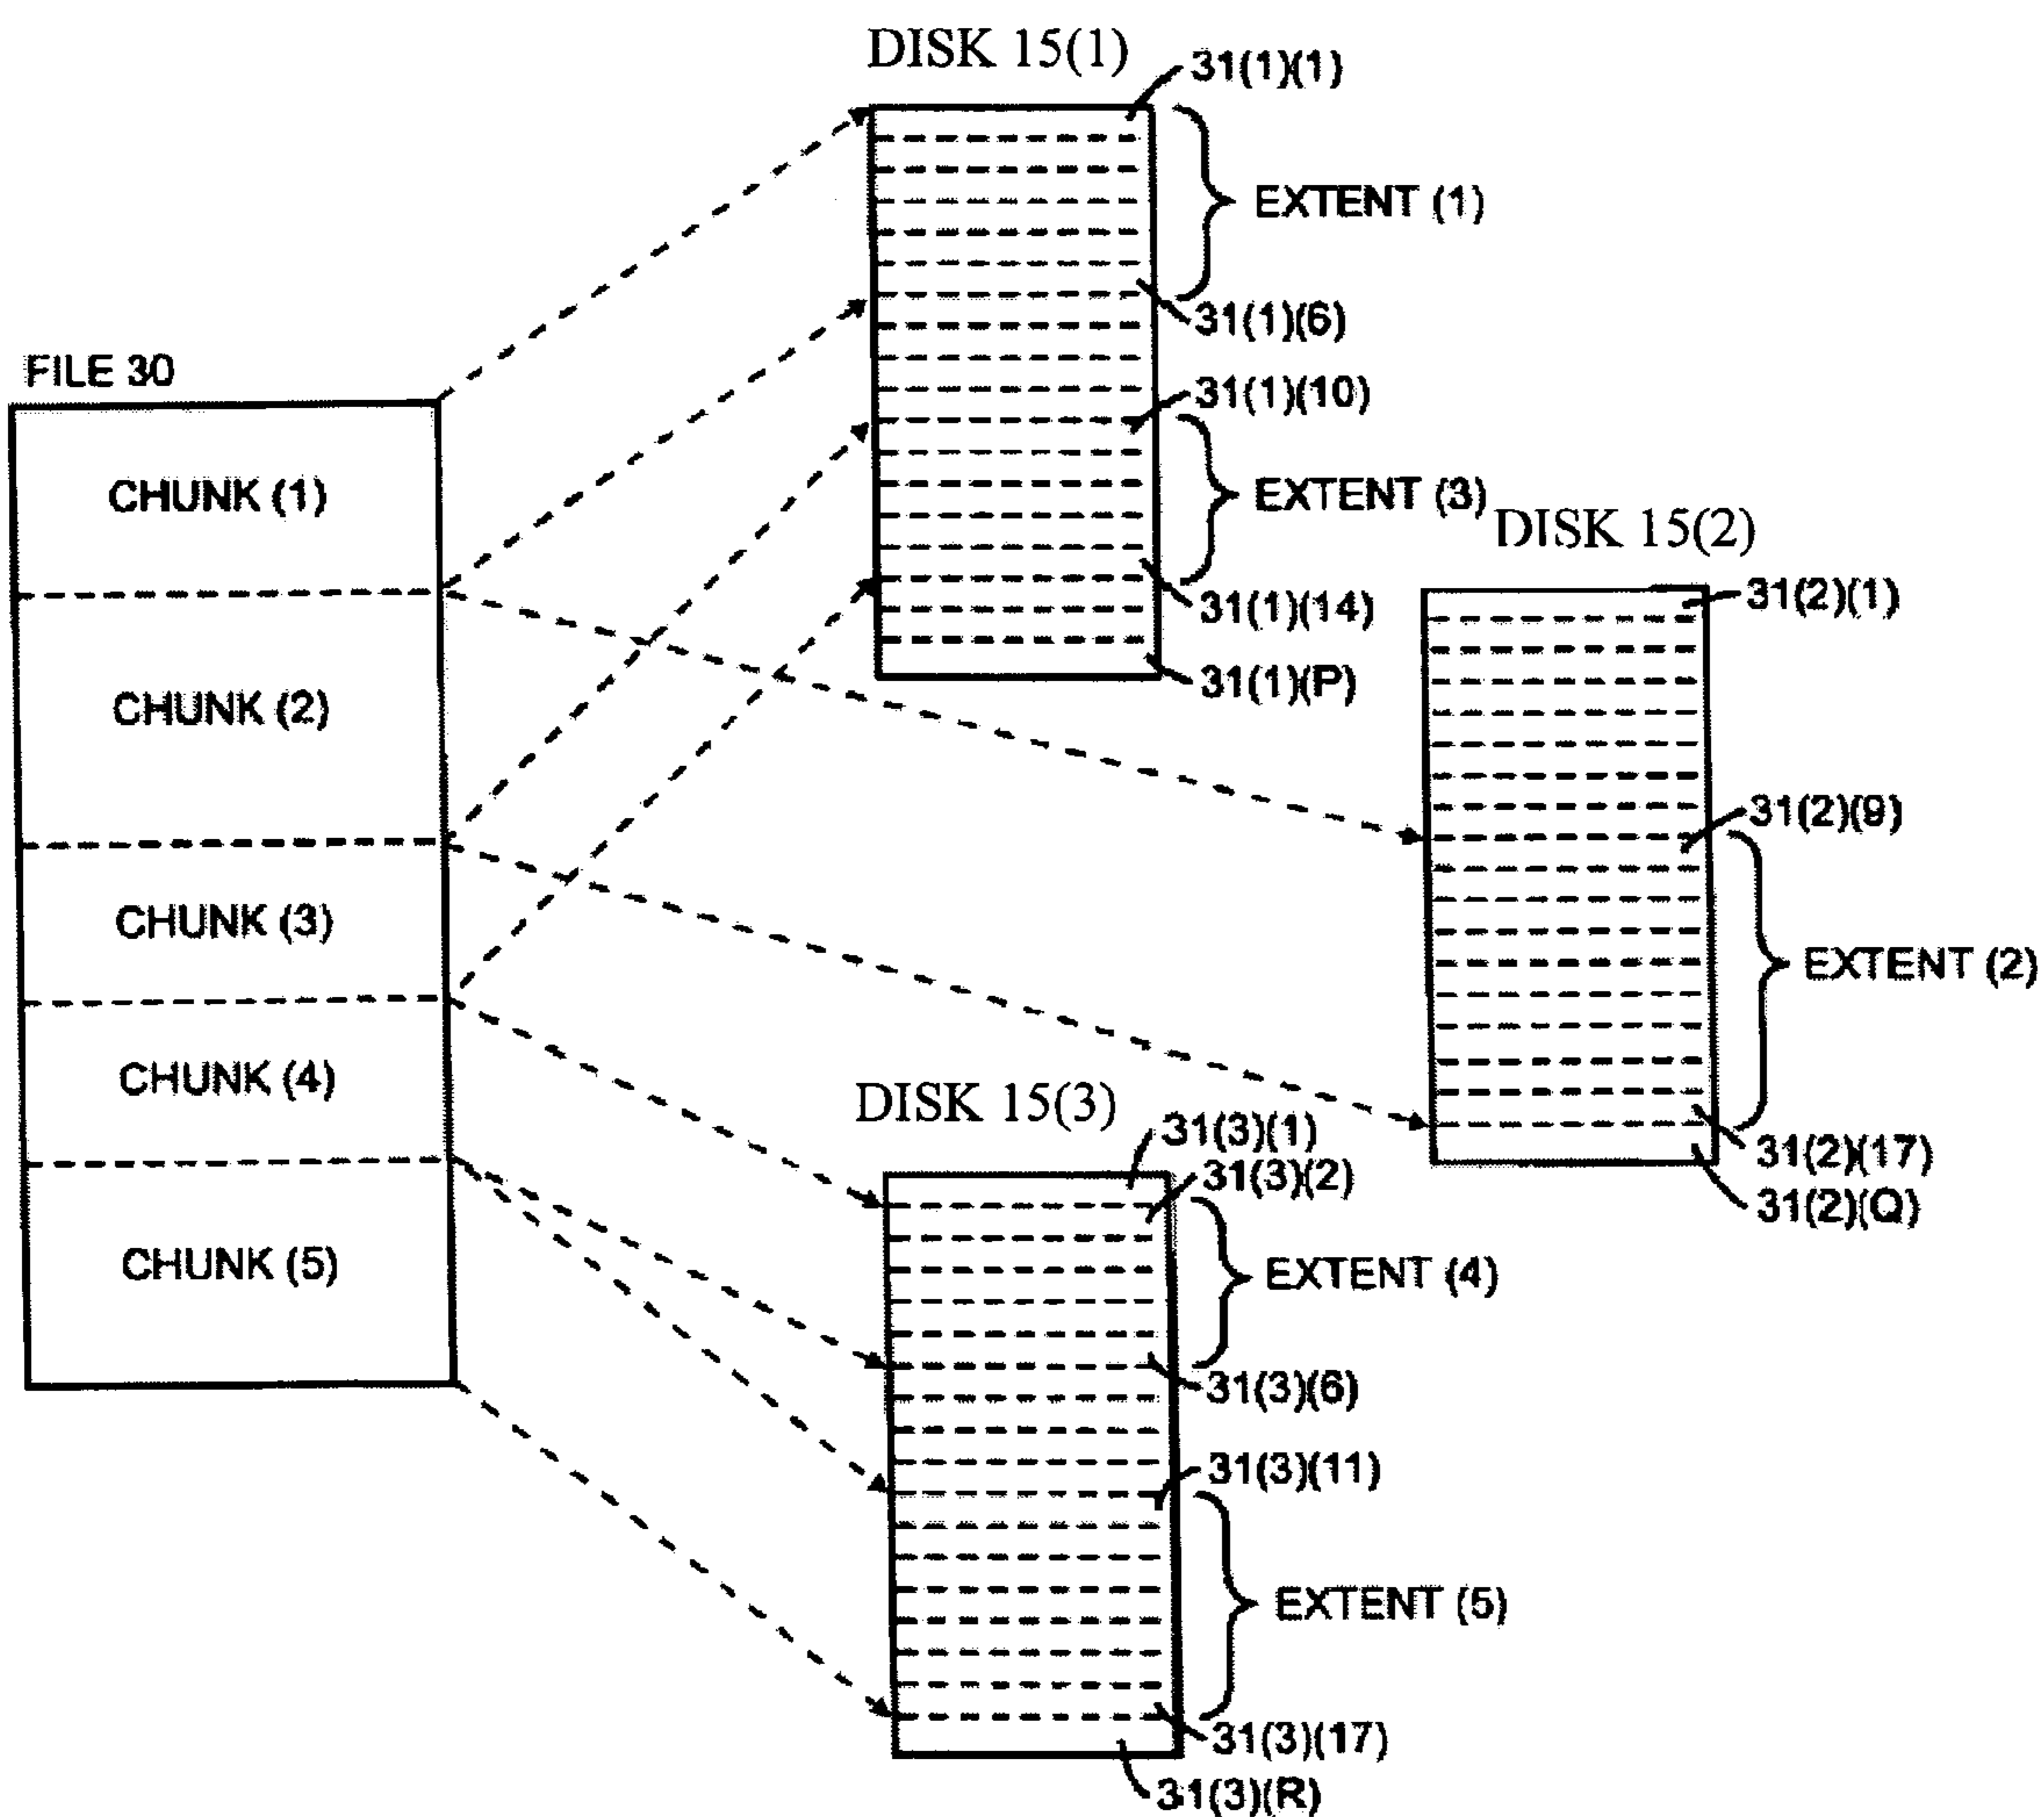 DISK 15(1)
31(1)(1)
EXTENT (1)
31(1)(6)
FILE 30
31(1)(10)
CHUNK (1)
EXTENT (3)
DISK 15(2)
31(2)(1)
31(1)(14)
31(1)(P)
CHUNK (2)
31(2)(9)
CHUNK (3)
EXTENT (2)
CHUNK (4)
DISK 15(3)
31(3)(1)
31(2)(17)
31(3)(2)
31(2)(Q)
CHUNK (5)
EXTENT (4)
31(3)(6)
31(3)(11)
EXTENT (5)
31(3)(17)
31(3)(R)